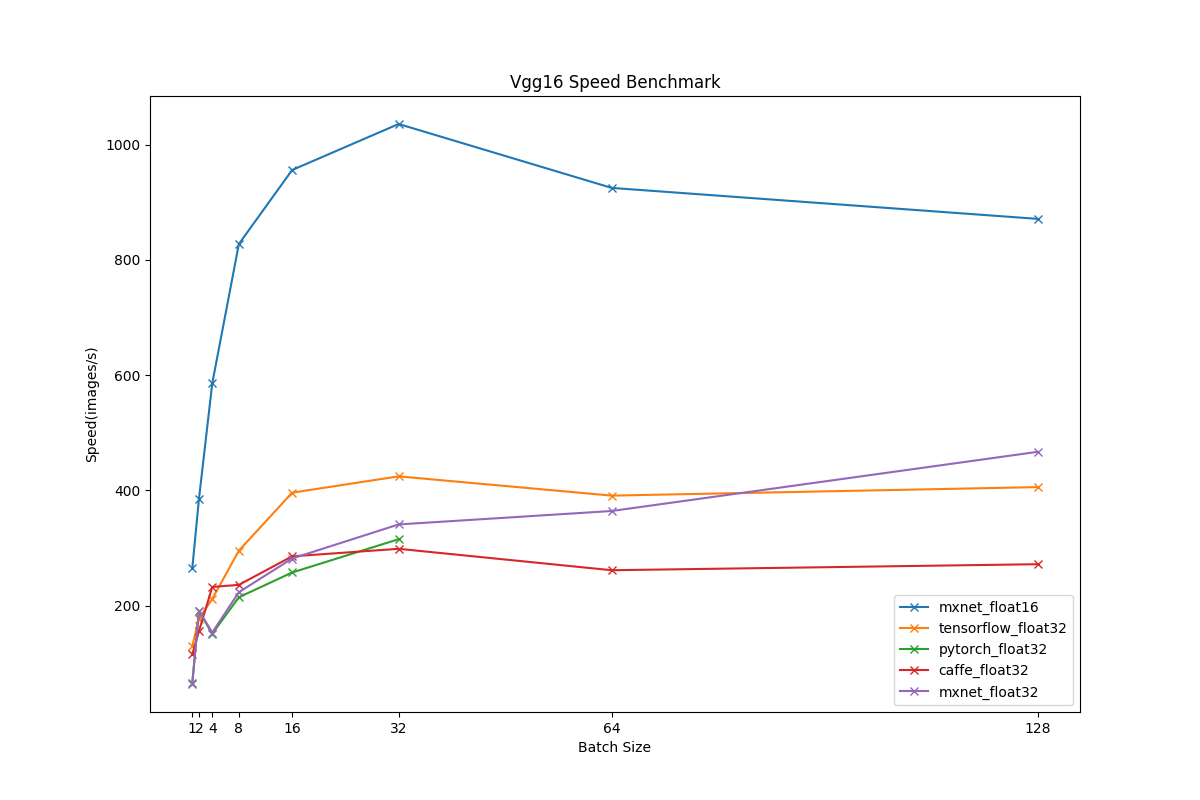 Vgg16 Speed Benchmark
1000
800
600
400
200
Speed(images/s)
1 2 4 8 16 32 64 128
Batch Size
mxnet_float16
tensorflow_float32
pytorch_float32
caffe_float32
mxnet_float32